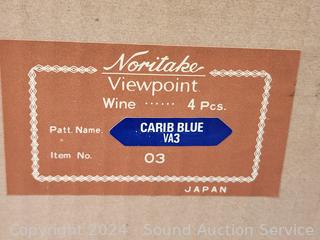 Noritake
Viewpoint
Wine ...... 4 Pcs.
Patt. Name. CARIB BLUE
VA3
Item No. 03
JAPAN
Copyright © 2024 - Sound Auction Service